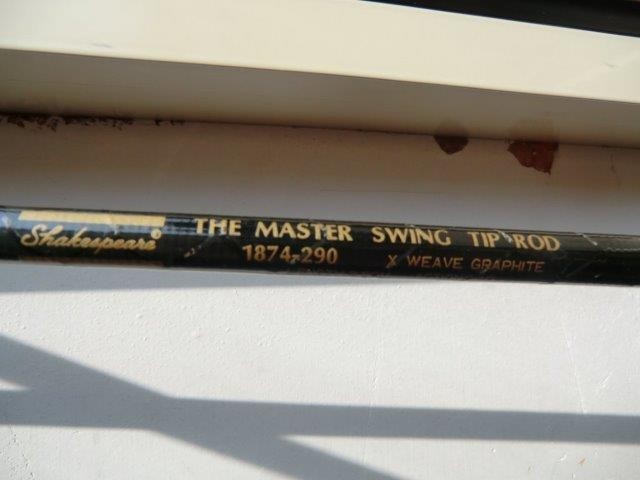 Shakespeare® THE MASTER SWING TIP ROD
1874-290 X WEAVE GRAPHITE